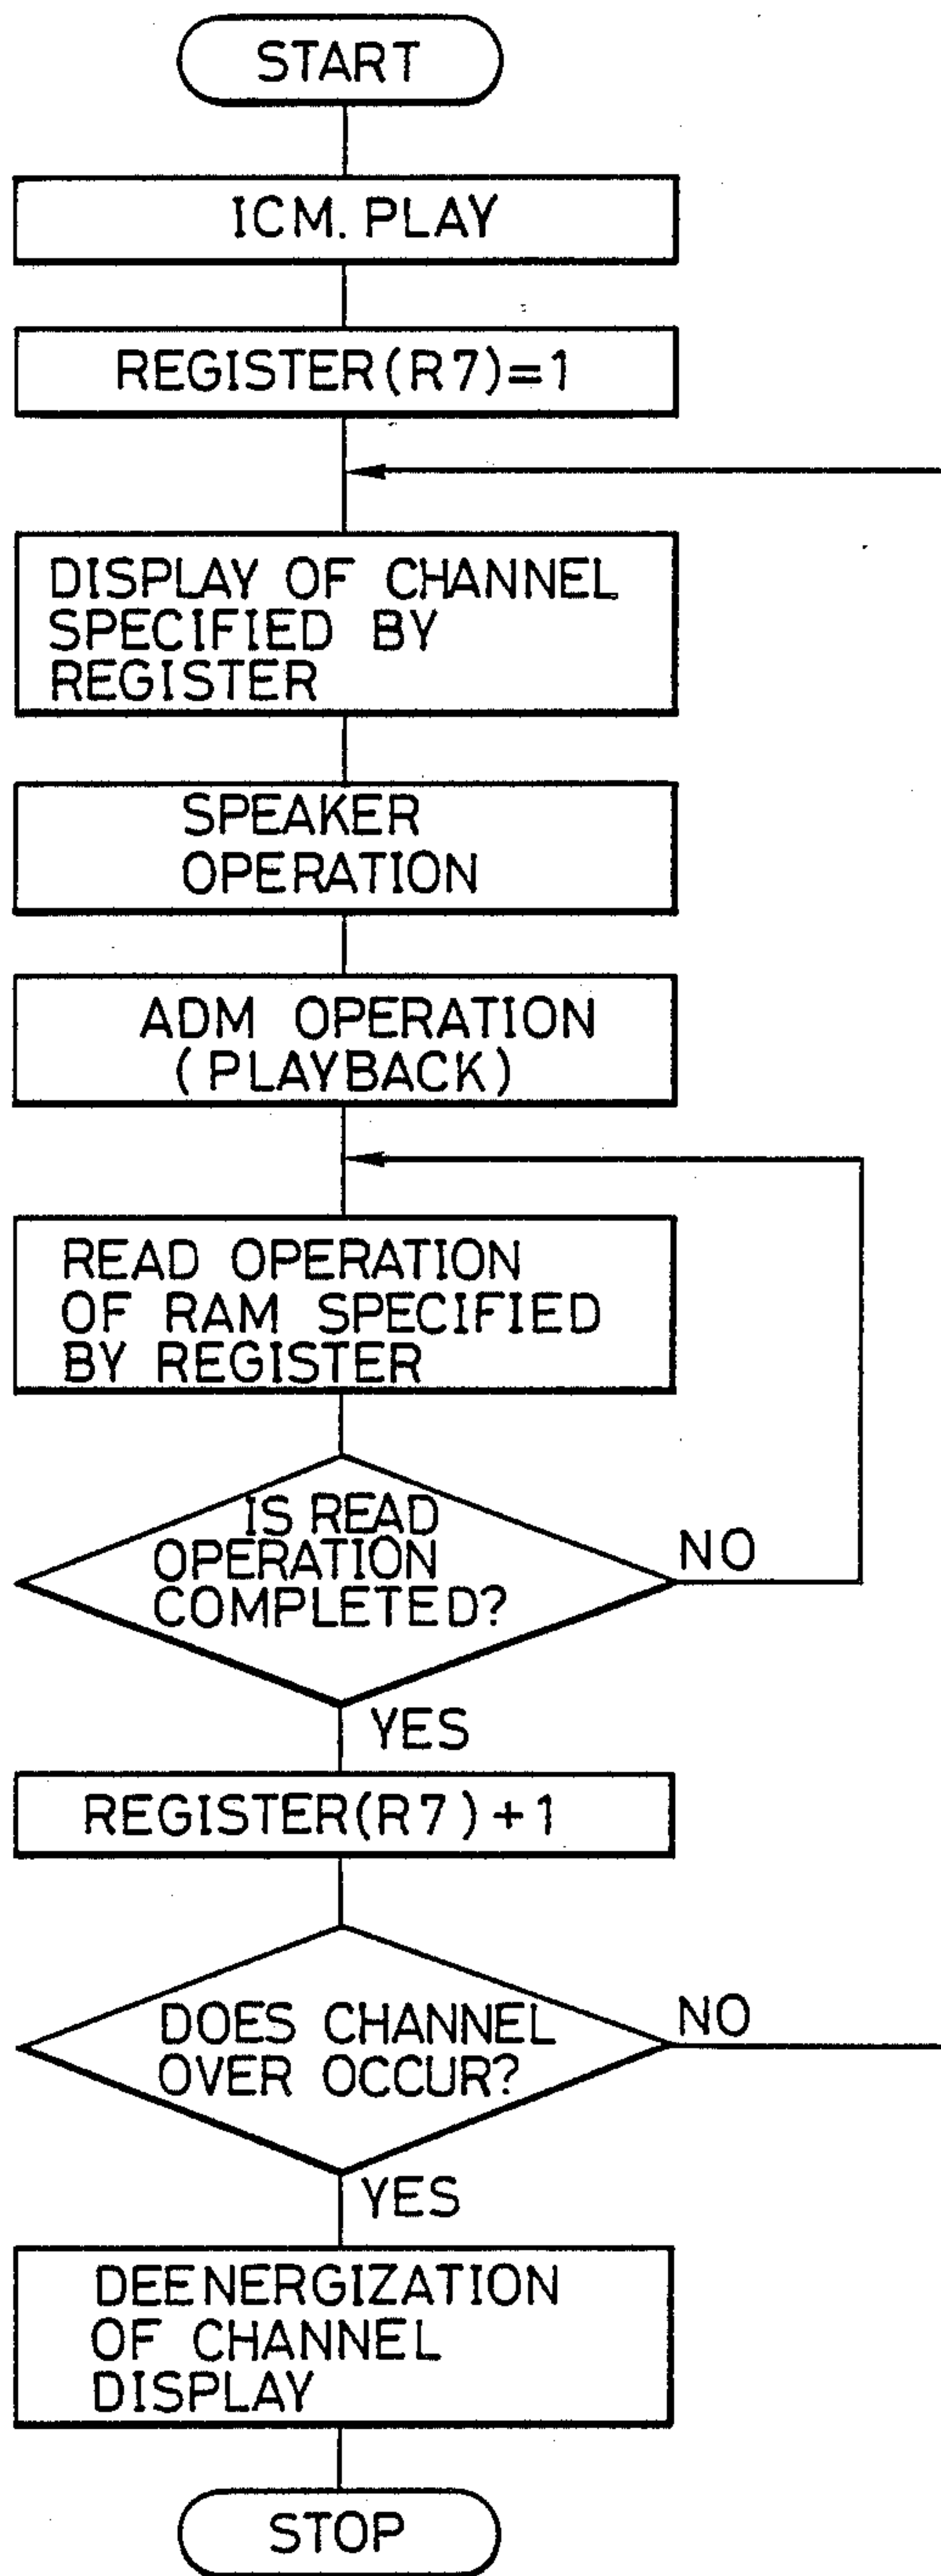 START
ICM. PLAY
REGISTER(R7)=1
DISPLAY OF CHANNEL
SPECIFIED BY
REGISTER
SPEAKER
OPERATION
ADM OPERATION
(PLAYBACK)
READ OPERATION
OF RAM SPECIFIED
BY REGISTER
IS READ
OPERATION
COMPLETED?
NO
YES
REGISTER(R7)+1
DOES CHANNEL
OVER OCCUR?
NO
YES
DEENERGIZATION
OF CHANNEL
DISPLAY
STOP